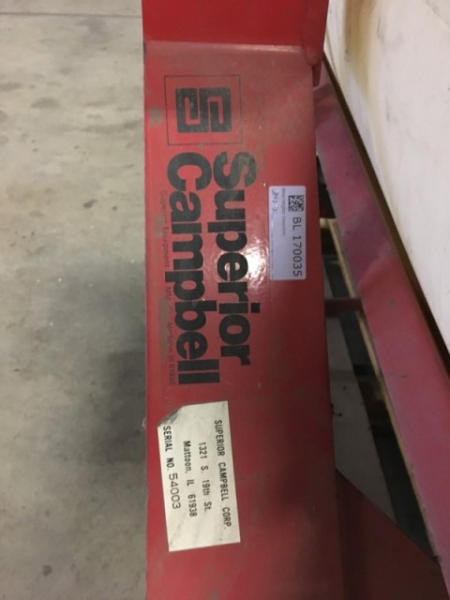 Superior
Campbell
BL 170035
SUPERIOR CAMPBELL CORP.
1321 S. 19th St.
Mattoon, IL 61938
SERIAL NO. 54003